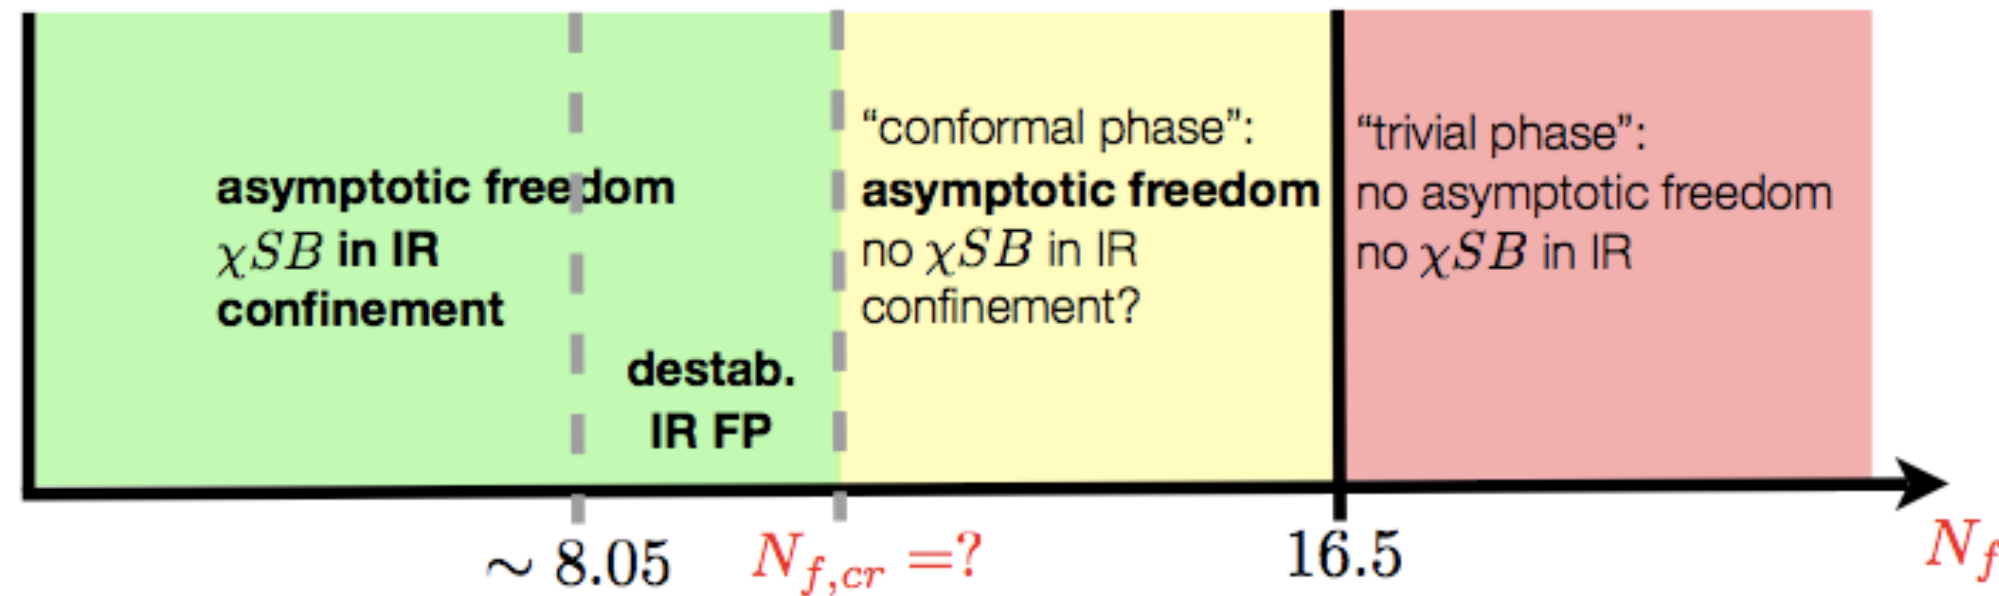 asymptotic freedom
χSB in IR
confinement
destab.
IR FP
“conformal phase”:
asymptotic freedom
no χSB in IR
confinement?
“trivial phase”:
no asymptotic freedom
no χSB in IR
∼ 8.05
N_{f,cr} =?
16.5
N_f